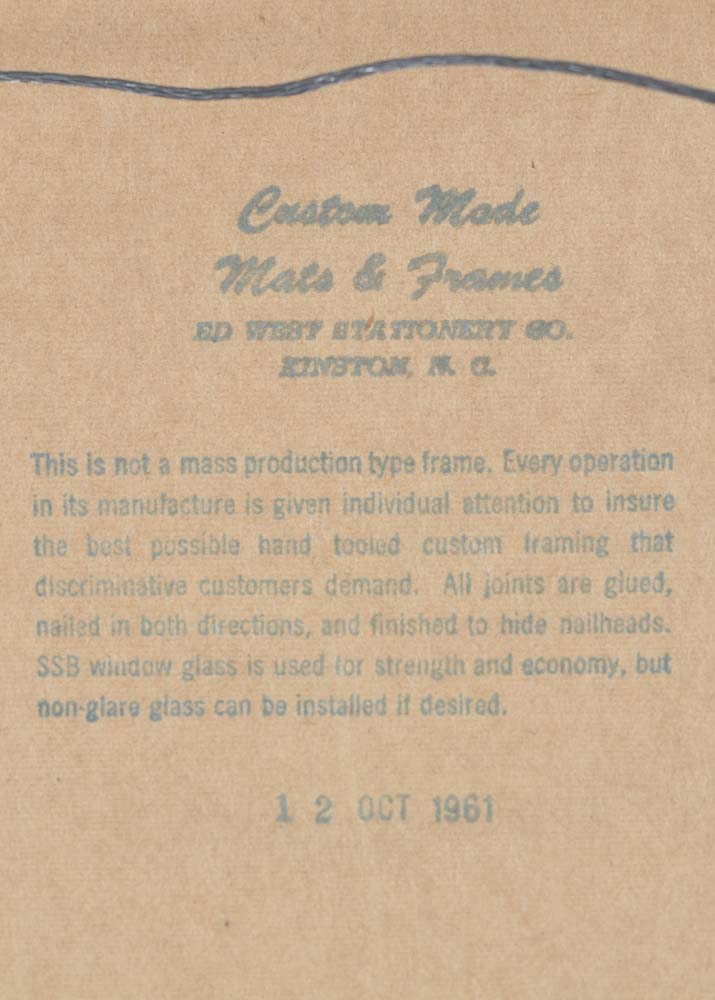 Custom Made
Mats & Frames
ED WEST STATIONERY CO.
KINSTON, N. C.
This is not a mass production type frame. Every operation
in its manufacture is given individual attention to insure
the best possible hand tooled custom framing that
discriminative customers demand. All joints are glued,
nailed in both directions, and finished to hide nailheads.
SSB window glass is used for strength and economy, but
non-glare glass can be installed if desired.
1 2 OCT 1961